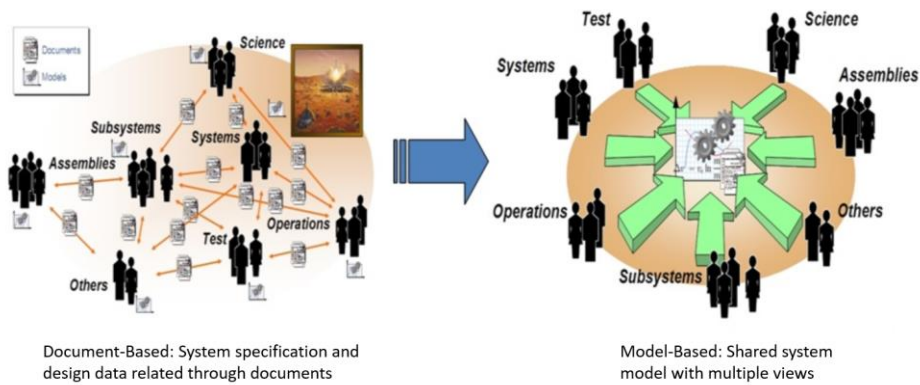 Documents
Models
Science
Subsystems
Systems
Assemblies
Operations
Test
Others
Document-Based: System specification and
design data related through documents
Test
Science
Systems
Assemblies
Operations
Others
Subsystems
Model-Based: Shared system
model with multiple views